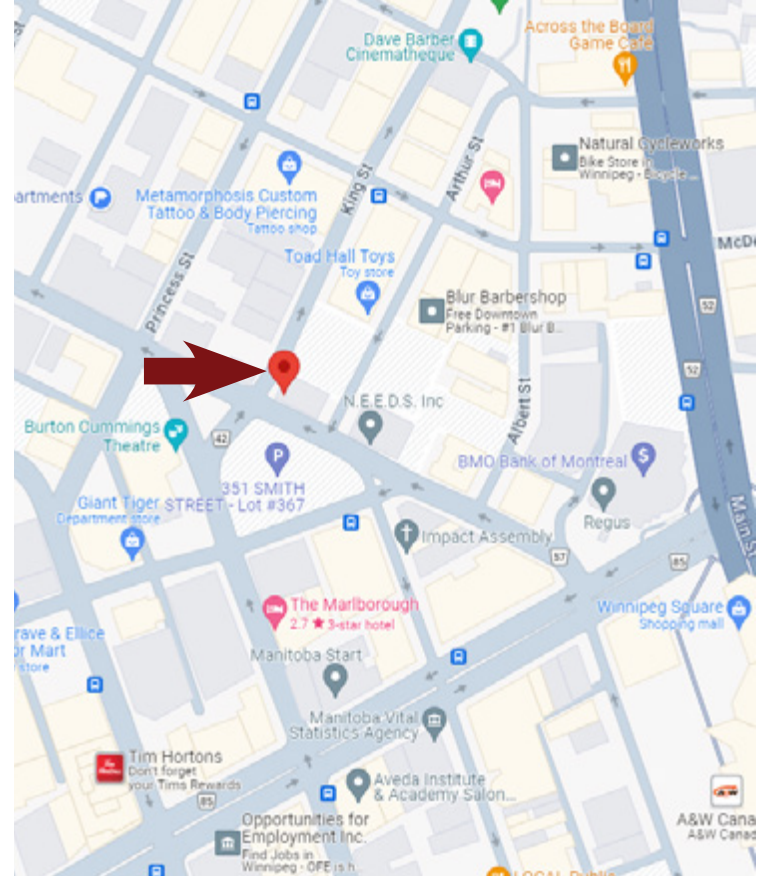 Across the Board
Game Café
Dave Barber
Cinematheque
Natural Cycleworks
Bike Store in
Winnipeg -
Arthur St
King St
artments
Metamorphosis Custom
Tattoo & Body Piercing
Tattoo shop
McD
Toad Hall Toys
Toy store
Princess St
Blur Barbershop
Free Downtown
Parking - #1 Blur B...
52
52
N.E.E.D.S. Inc
Albert St
Burton Cummings
Theatre
42
P
351 SMITH
STREET - Lot #367
BMO Bank of Montreal
Giant Tiger
Department store
Regus
Main St
Impact Assembly
57
85
The Marlborough
2.7 ★ 3-star hotel
Winnipeg Square
Shopping mall
rave & Ellice
or Mart
store
Manitoba Start
Manitoba Vital
Statistics Agency
Tim Hortons
Don't forget
your Tims Rewards
85
Aveda Institute
& Academy Salon...
A&W Cana
A&W Canad
Opportunities for
Employment Inc.
Find Jobs in
Winnipeg - OFE is h
LOCAL Public